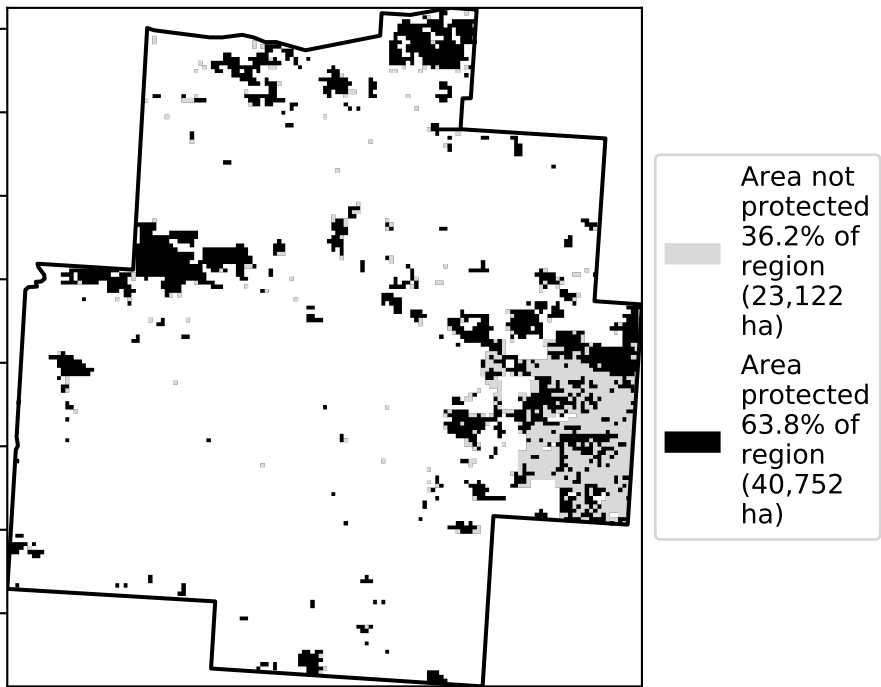 Area not
protected
36.2% of
region
(23,122
ha)
Area
protected
63.8% of
region
(40,752
ha)